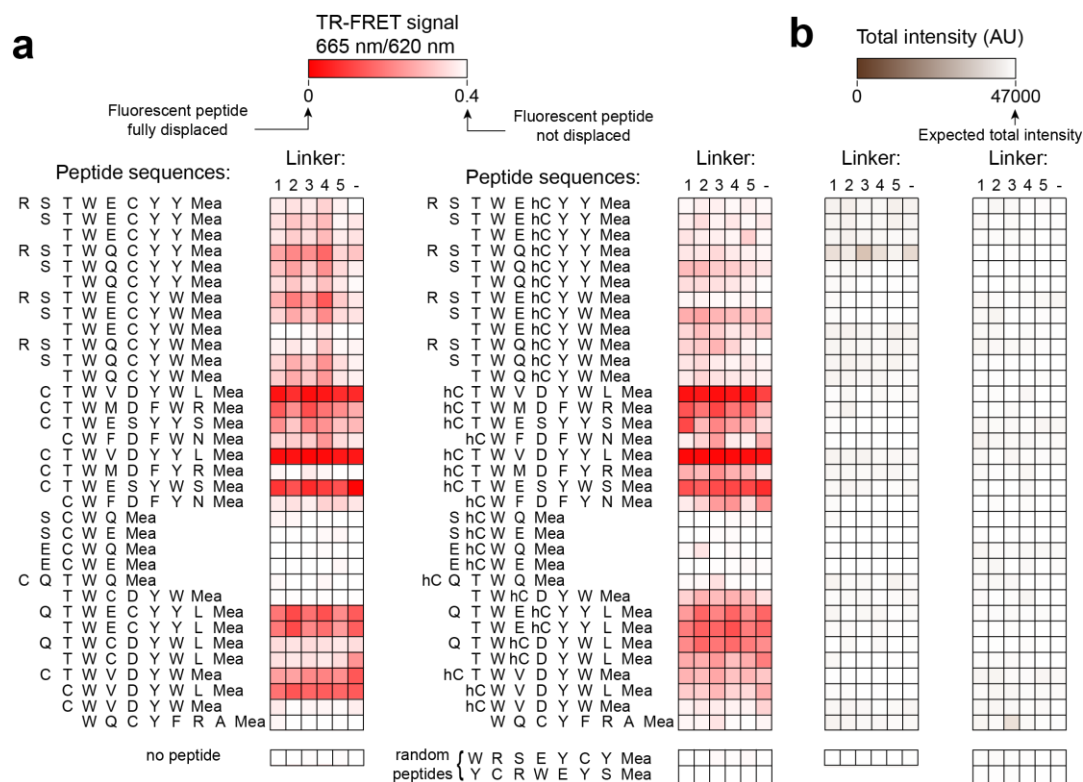 a
TR-FRET signal
665 nm/620 nm
0 0.4
Fluorescent peptide
fully displaced
Fluorescent peptide
not displaced
b
Total intensity (AU)
0 47000
Expected total intensity
Peptide sequences: Linker: Peptide sequences: Linker: Linker: Linker:
1 2 3 4 5 - 1 2 3 4 5 - 1 2 3 4 5 - 1 2 3 4 5 -
R S T W E C Y Y Mea R S T W E hC Y Y Mea
S T W E C Y Y Mea S T W E hC Y Y Mea
T W E C Y Y Mea T W E hC Y Y Mea
R S T W Q C Y Y Mea R S T W Q hC Y Y Mea
S T W Q C Y Y Mea S T W Q hC Y Y Mea
T W Q C Y Y Mea T W Q hC Y Y Mea
R S T W E C Y W Mea R S T W E hC Y W Mea
S T W E C Y W Mea S T W E hC Y W Mea
T W E C Y W Mea T W E hC Y W Mea
R S T W Q C Y W Mea R S T W Q hC Y W Mea
S T W Q C Y W Mea S T W Q hC Y W Mea
T W Q C Y W Mea T W Q hC Y W Mea
C T W V D Y W L Mea hC T W V D Y W L Mea
C T W M D F W R Mea hC T W M D F W R Mea
C T W E S Y Y S Mea hC T W E S Y Y S Mea
C W F D F W N Mea hC W F D F W N Mea
C T W V D Y Y L Mea hC T W V D Y Y L Mea
C T W M D F Y R Mea hC T W M D F Y R Mea
C T W E S Y W S Mea hC T W E S Y W S Mea
C W F D F Y N Mea hC W F D F Y N Mea
S C W Q Mea S hC W Q Mea
S C W E Mea S hC W E Mea
E C W Q Mea E hC W Q Mea
E C W E Mea E hC W E Mea
C Q T W Q Mea hC Q T W Q Mea
T W C D Y W Mea T W hC D Y W Mea
Q T W E C Y Y L Mea Q T W E hC Y Y L Mea
T W E C Y Y L Mea T W E hC Y Y L Mea
Q T W C D Y W L Mea Q T W hC D Y W L Mea
T W C D Y W L Mea T W hC D Y W L Mea
C T W V D Y W Mea hC T W V D Y W Mea
C W V D Y W L Mea hC W V D Y W L Mea
C W V D Y W Mea hC W V D Y W Mea
W Q C Y F R A Mea W Q C Y F R A Mea
no peptide
random peptides
W R S E Y C Y Mea
Y C R W E Y S Mea